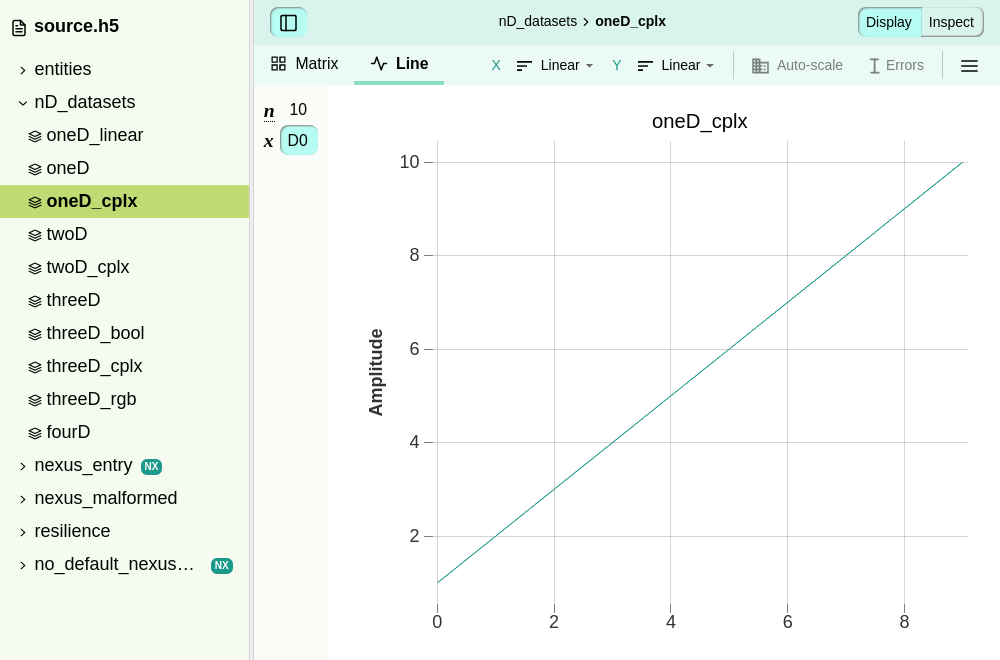 source.h5
entities
nD_datasets
oneD_linear
oneD
oneD_cplx
twoD
twoD_cplx
threeD
threeD_bool
threeD_cplx
threeD_rgb
fourD
nexus_entry NX
nexus_malformed
resilience
no_default_nexus… NX
nD_datasets › oneD_cplx
Display Inspect
Matrix Line X Linear Y Linear Auto-scale Errors
n 10
x D0
oneD_cplx
10
8
6
4
2
Amplitude
0 2 4 6 8